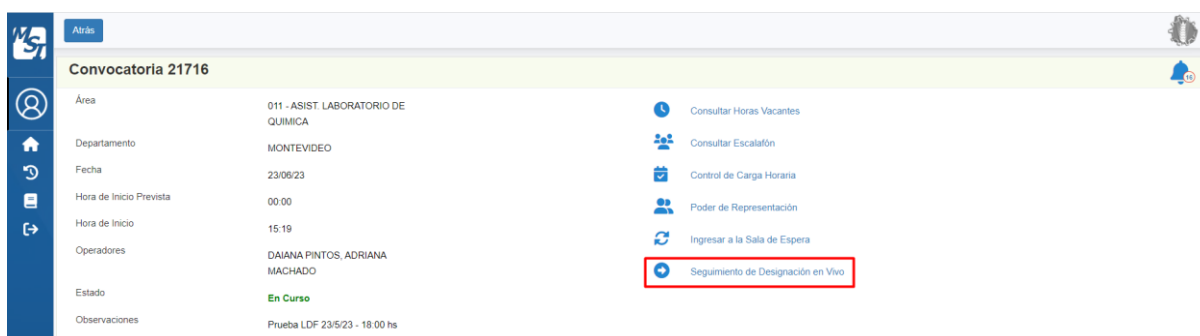 MST
Atrás
Convocatoria 21716
16
Área
011 - ASIST. LABORATORIO DE
QUIMICA
Departamento
MONTEVIDEO
Fecha
23/06/23
Hora de Inicio Prevista
00:00
Hora de Inicio
15:19
Operadores
DAIANA PINTOS, ADRIANA
MACHADO
Estado
En Curso
Observaciones
Prueba LDF 23/5/23 - 18:00 hs
Consultar Horas Vacantes
Consultar Escalafón
Control de Carga Horaria
Poder de Representación
Ingresar a la Sala de Espera
Seguimiento de Designación en Vivo